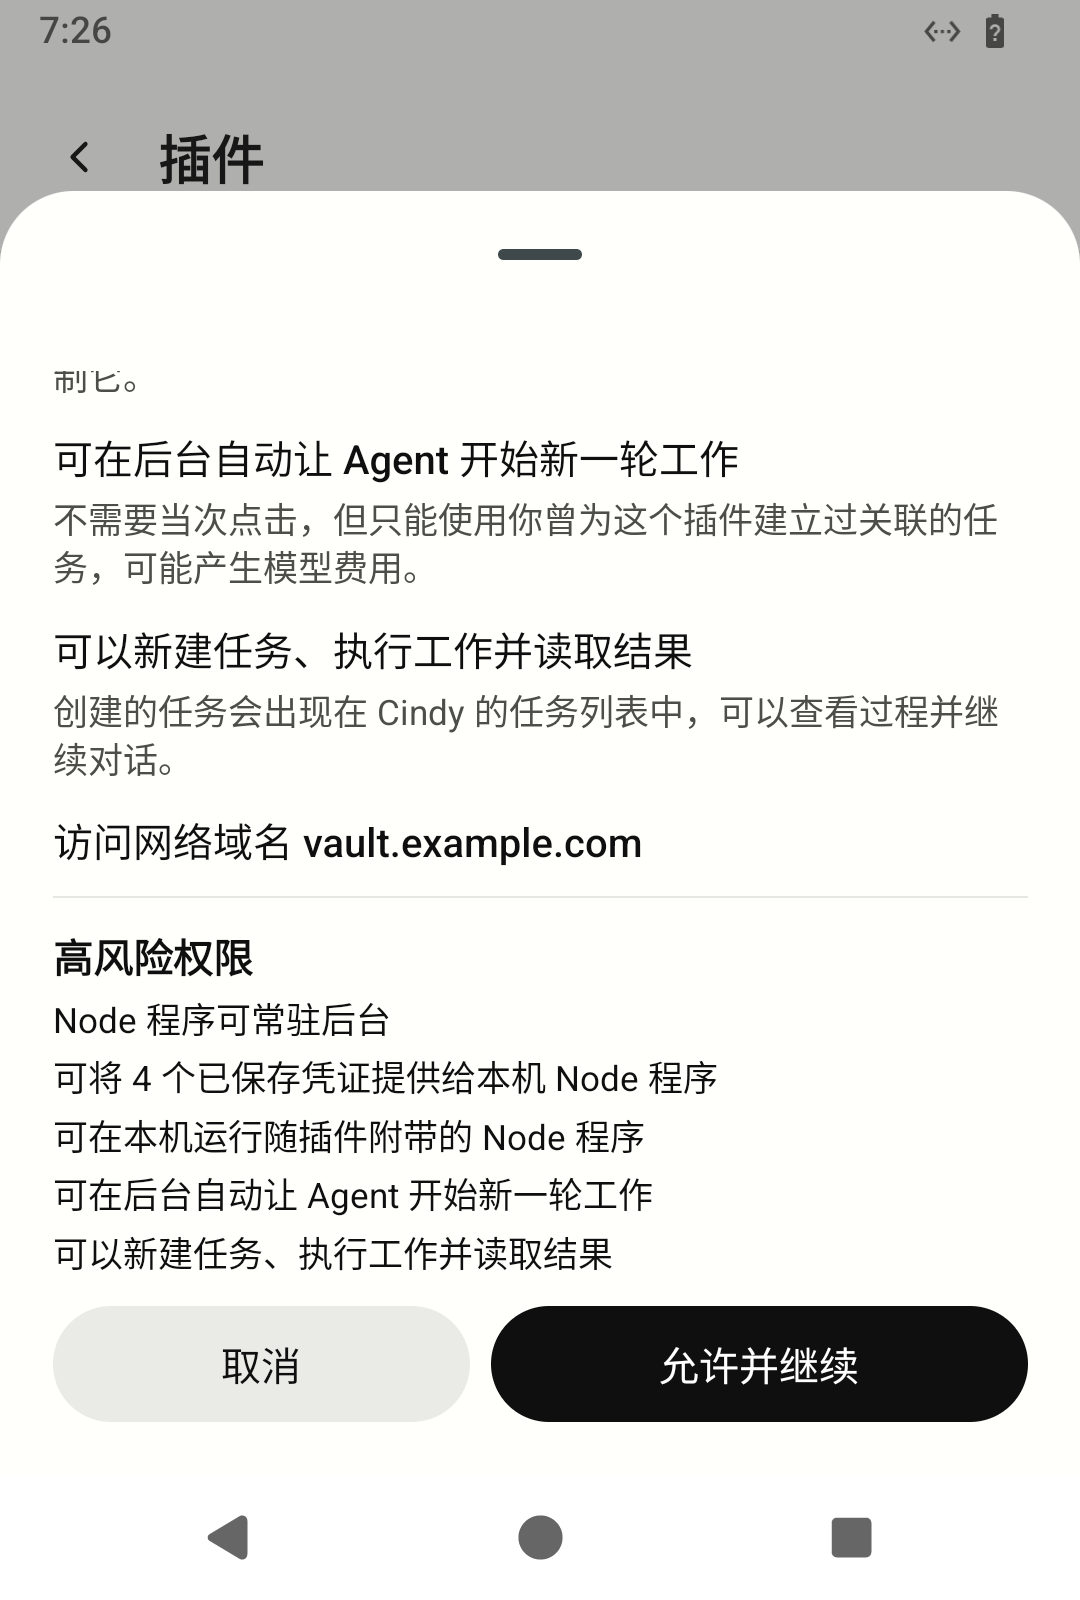 7:26
插件
制它。
可在后台自动让 Agent 开始新一轮工作
不需要当次点击，但只能使用你曾为这个插件建立过关联的任
务，可能产生模型费用。
可以新建任务、执行工作并读取结果
创建的任务会出现在 Cindy 的任务列表中，可以查看过程并继
续对话。
访问网络域名 vault.example.com
高风险权限
Node 程序可常驻后台
可将 4 个已保存凭证提供给本机 Node 程序
可在本机运行随插件附带的 Node 程序
可在后台自动让 Agent 开始新一轮工作
可以新建任务、执行工作并读取结果
取消
允许并继续